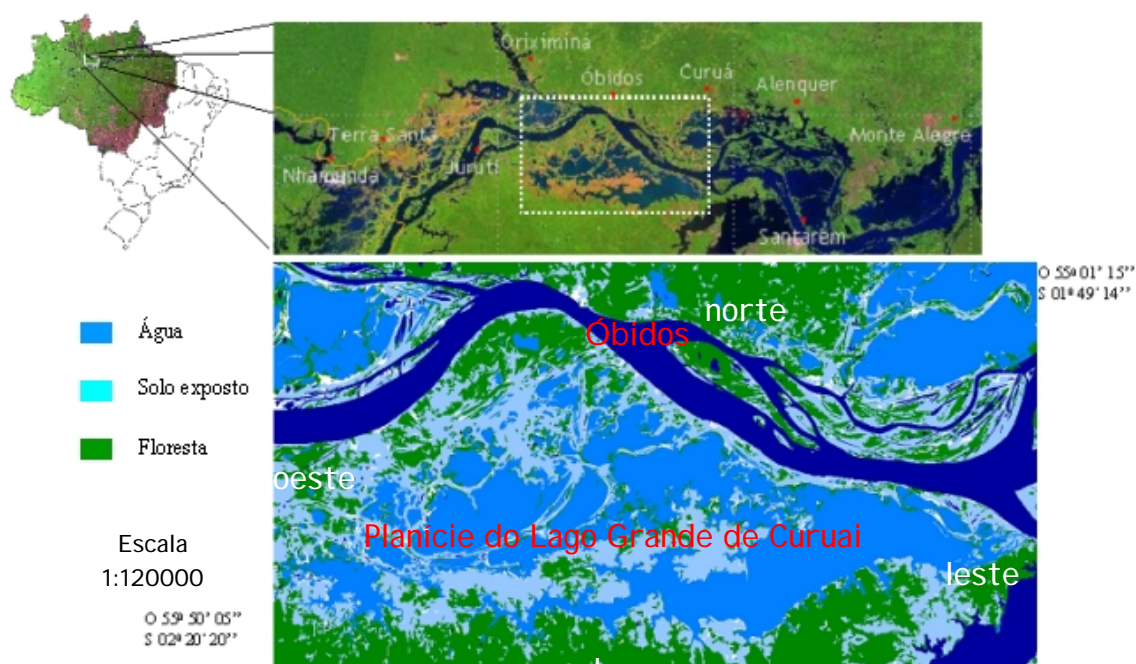 Oriximiná
Óbidos
Curuá
Alenquer
Terra Santa
Monte Alegre
Nhamunda
Juruti
Santarém
O 55º 01' 15''
S 01º 49' 14''
norte
Óbidos
Água
Solo exposto
Floresta
oeste
Planicie do Lago Grande de Curuai
leste
Escala
1:120000
O 55º 50' 05''
S 02º 20' 20''